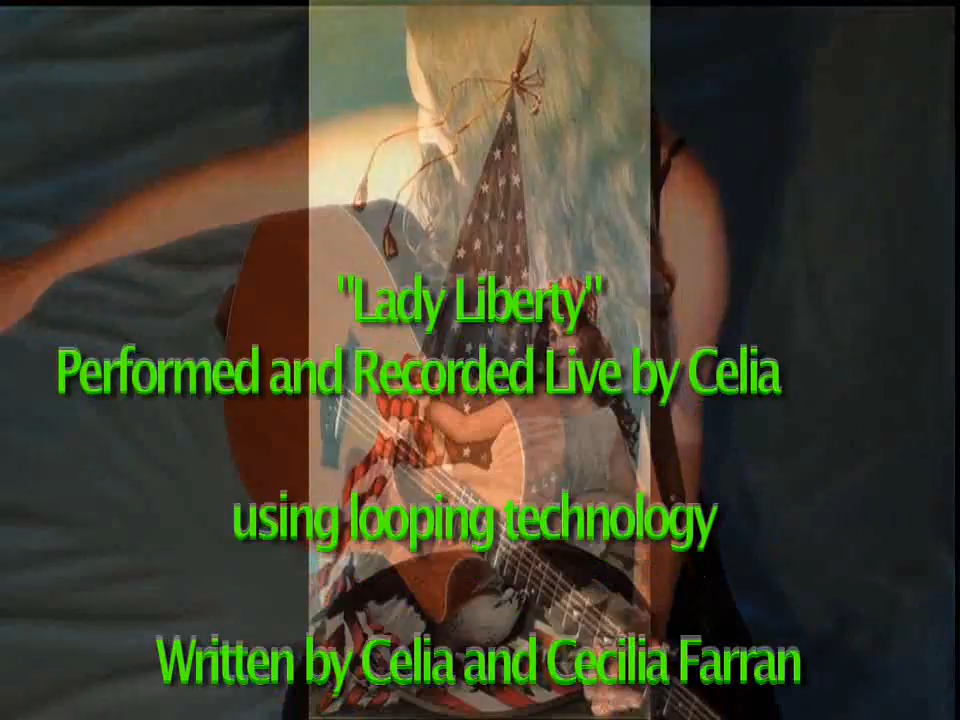 "Lady Liberty"
Performed and Recorded Live by Celia
using looping technology
Written by Celia and Cecilia Farran